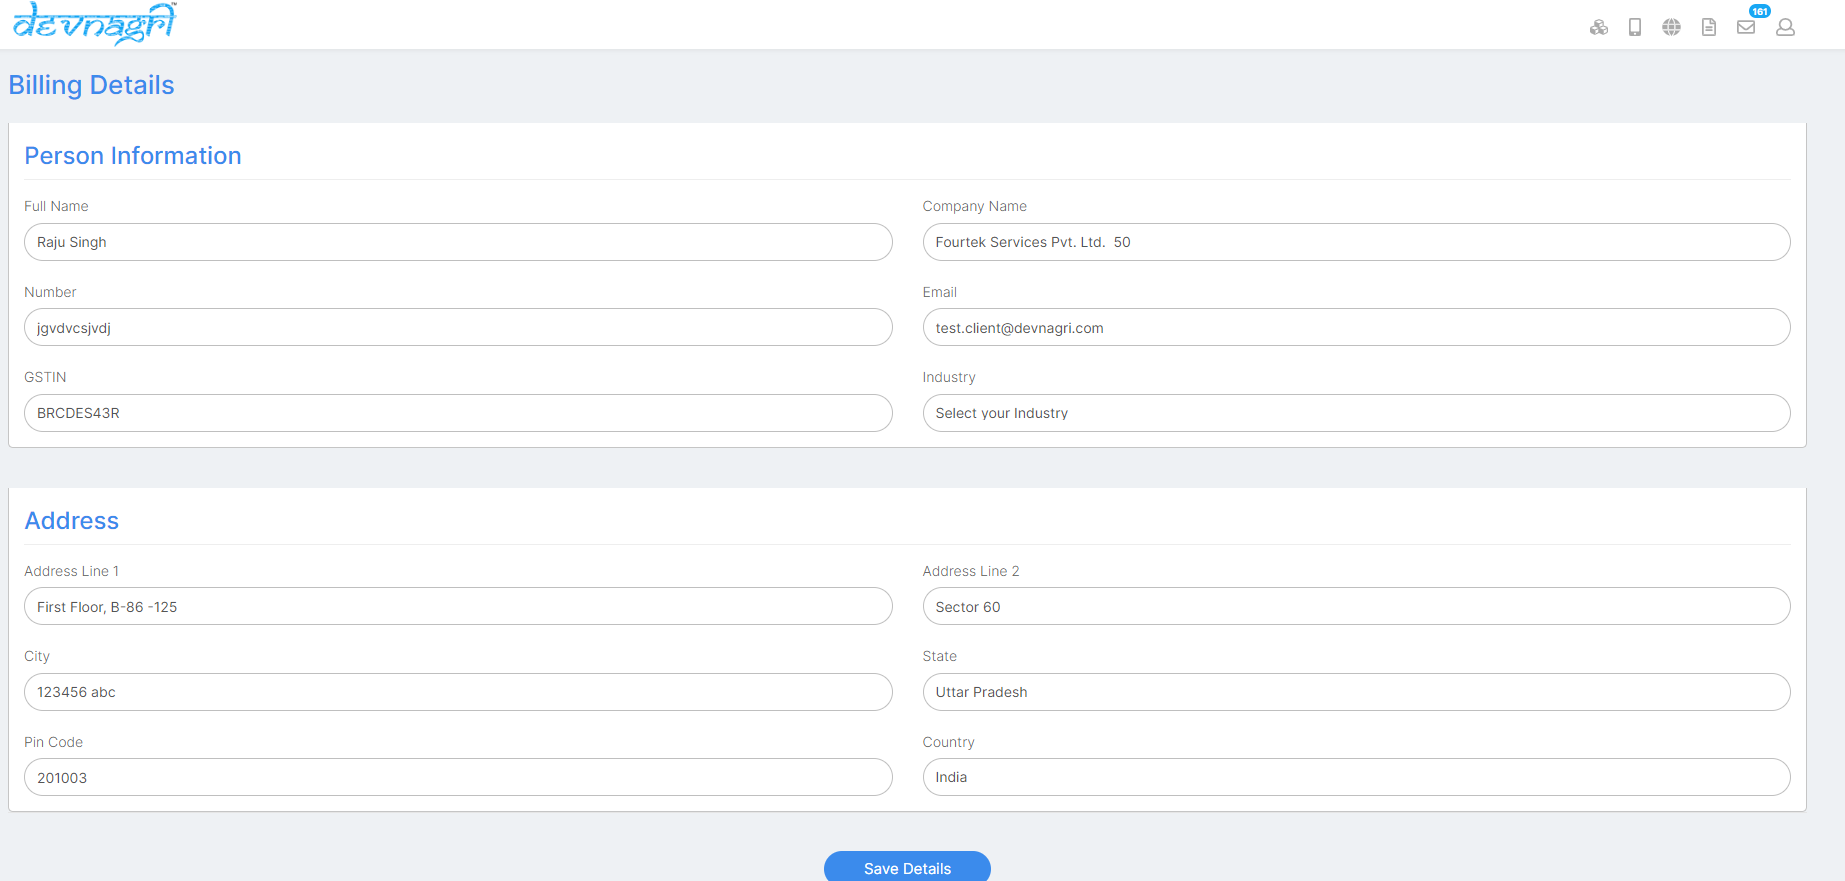 devnagri™
161
Billing Details
Person Information
Full Name
Company Name
Raju Singh
Fourtek Services Pvt. Ltd.  50
Number
Email
jgvdvcsjvdj
test.client@devnagri.com
GSTIN
Industry
BRCDES43R
Select your Industry
Address
Address Line 1
Address Line 2
First Floor, B-86 -125
Sector 60
City
State
123456 abc
Uttar Pradesh
Pin Code
Country
201003
India
Save Details